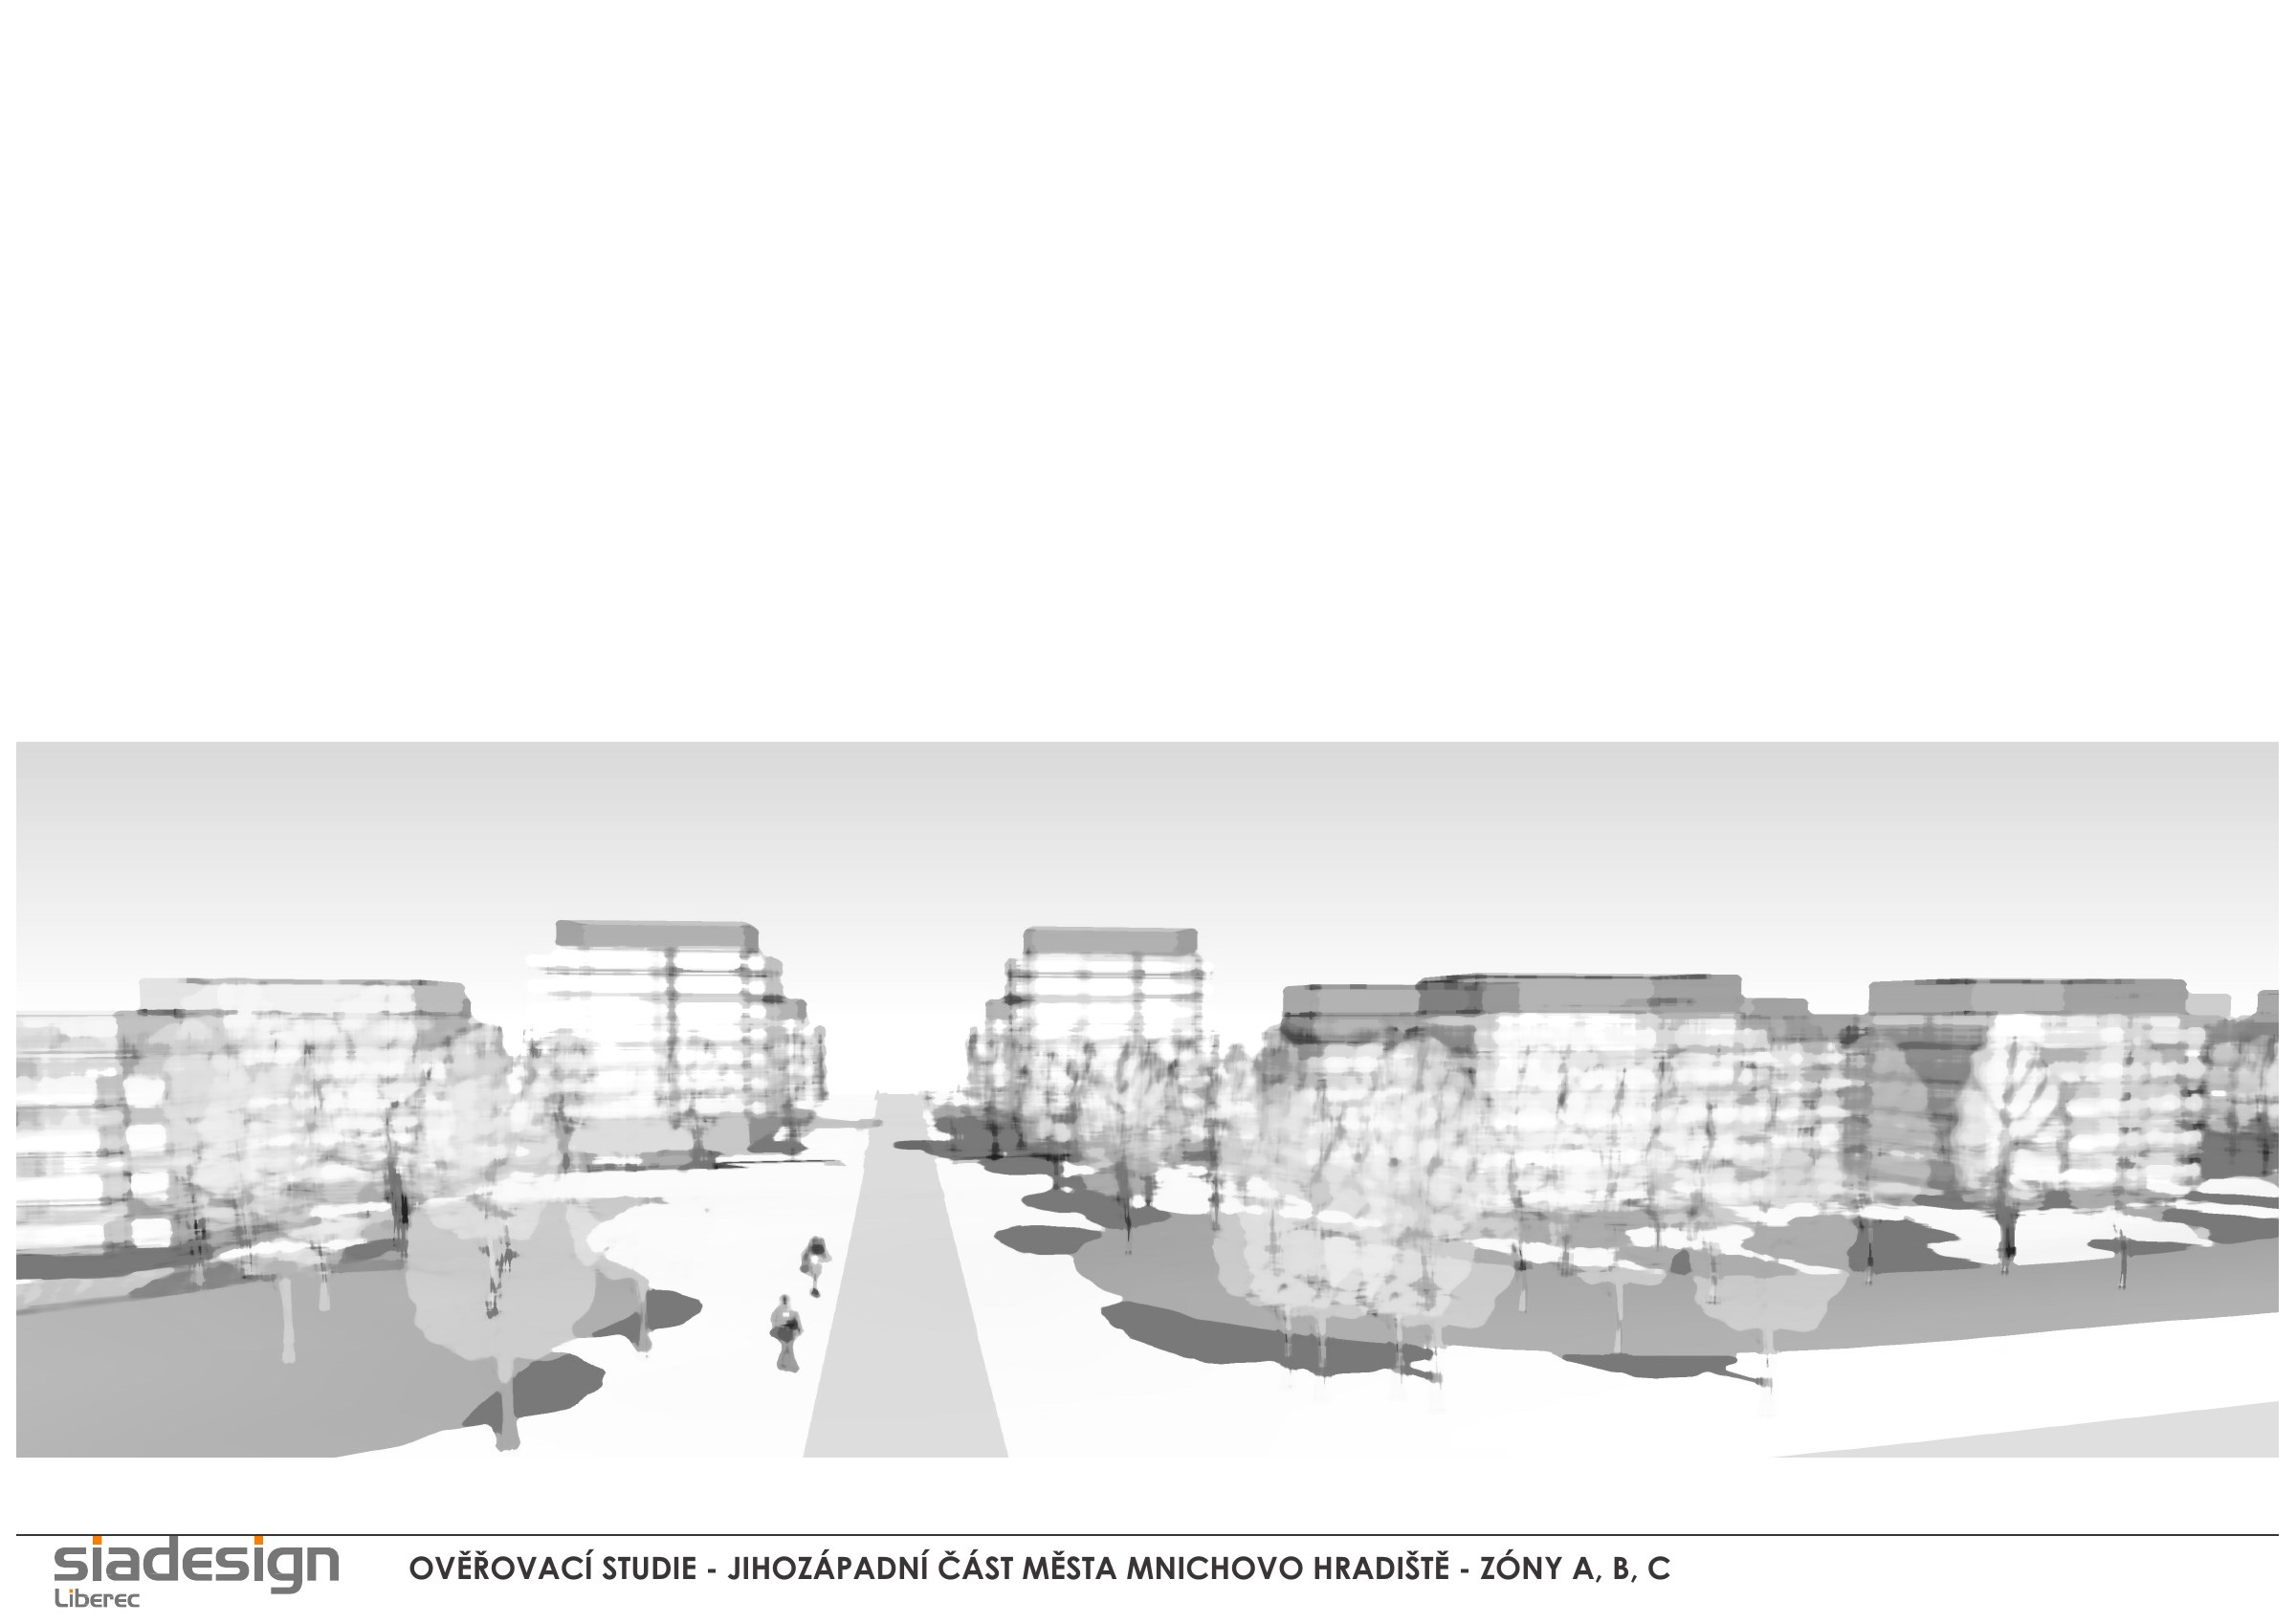 siadesign
Liberec
OVĚŘOVACÍ STUDIE - JIHOZÁPADNÍ ČÁST MĚSTA MNICHOVO HRADIŠTĚ - ZÓNY A, B, C